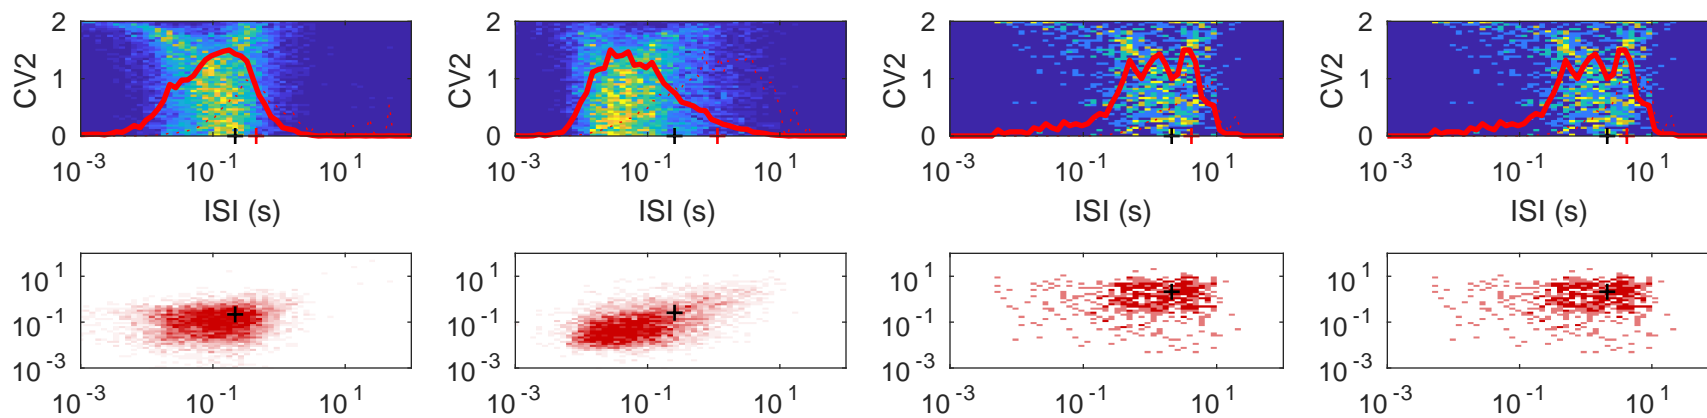 2 2 2 2
CV2 CV2 CV2 CV2
1 1 1 1
0 0 0 0
10^-3 10^-1 10^1 10^-3 10^-1 10^1 10^-3 10^-1 10^1 10^-3 10^-1 10^1
ISI (s) ISI (s) ISI (s) ISI (s)
10^1 10^1 10^1 10^1
10^-1 10^-1 10^-1 10^-1
10^-3 10^-3 10^-3 10^-3
10^-3 10^-1 10^1 10^-3 10^-1 10^1 10^-3 10^-1 10^1 10^-3 10^-1 10^1